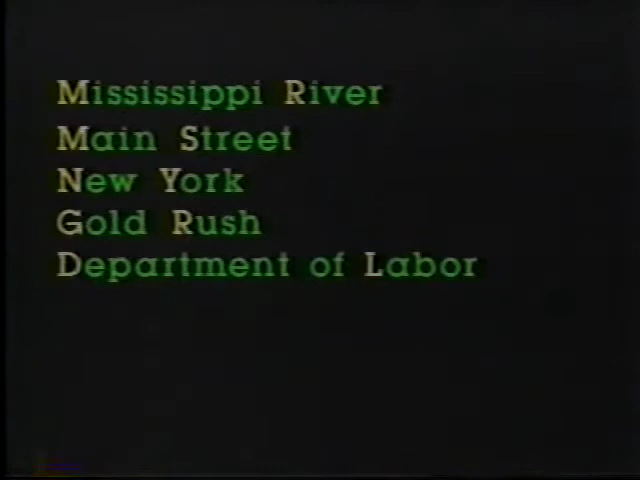 Mississippi River
Main Street
New York
Gold Rush
Department of Labor